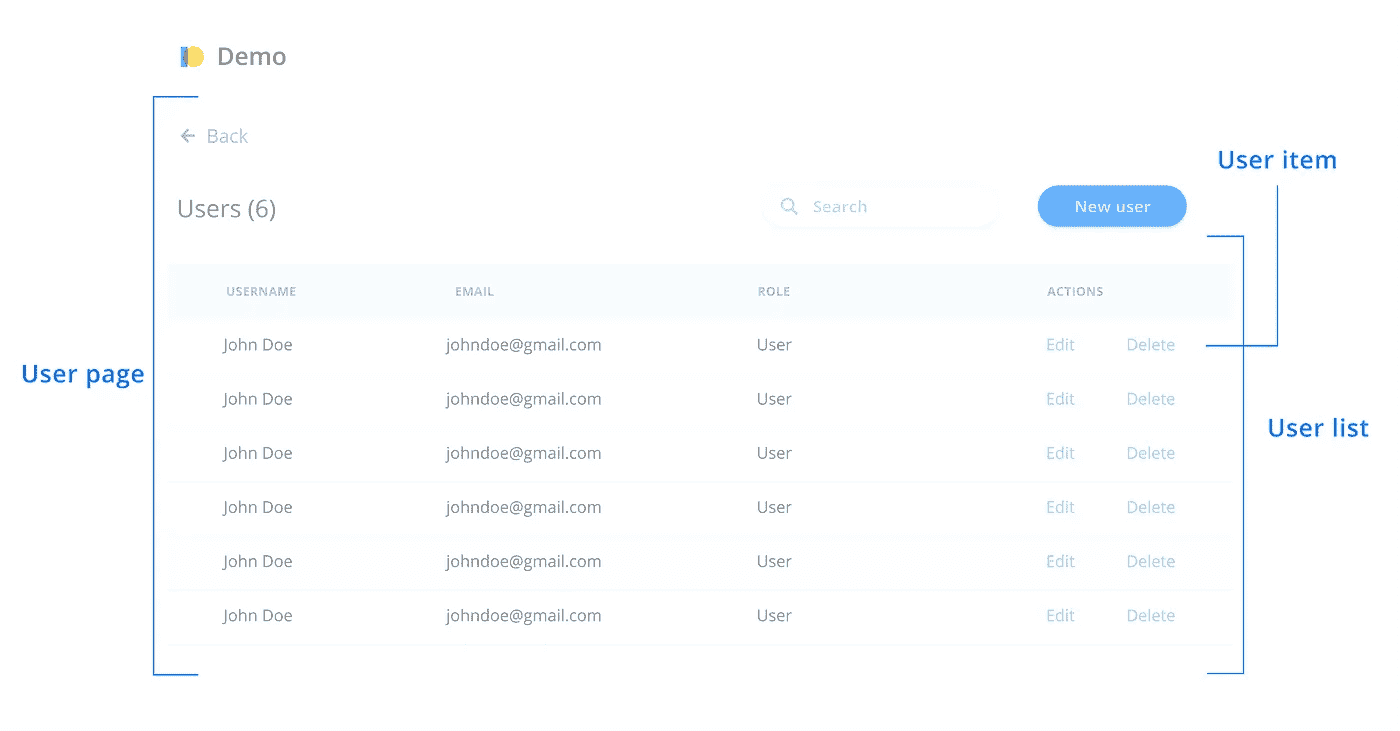 Demo
Back
User item
Users (6)
Search
New user
USERNAME EMAIL ROLE ACTIONS
John Doe johndoe@gmail.com User Edit Delete
User page
John Doe johndoe@gmail.com User Edit Delete
User list
John Doe johndoe@gmail.com User Edit Delete
John Doe johndoe@gmail.com User Edit Delete
John Doe johndoe@gmail.com User Edit Delete
John Doe johndoe@gmail.com User Edit Delete